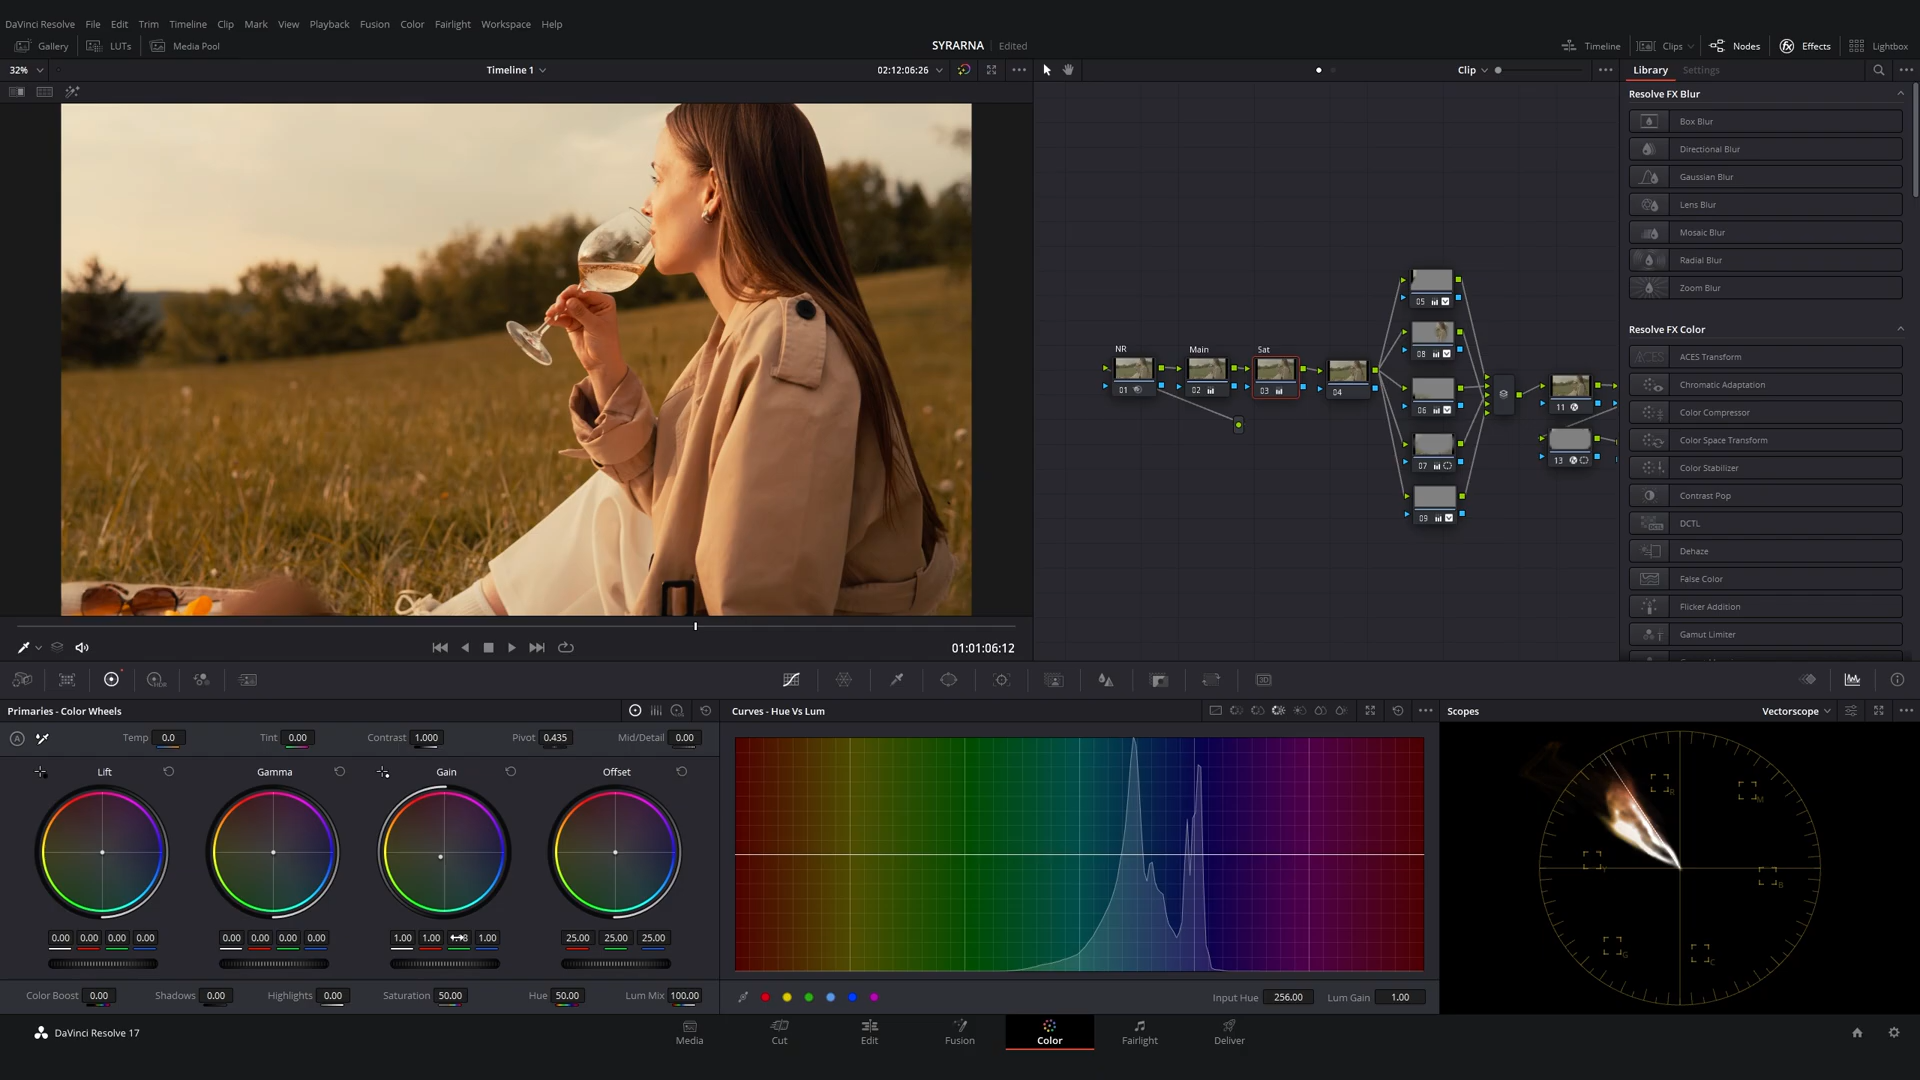 DaVinci Resolve File Edit Trim Timeline Clip Mark View Playback Fusion Color Fairlight Workspace Help
Gallery LUTs Media Pool SYRARNA Edited Timeline Clips Nodes Effects Lightbox
32% Timeline 1 02:12:06:26 Clip Library Settings
Resolve FX Blur
Box Blur
Directional Blur
Gaussian Blur
Lens Blur
Mosaic Blur
Radial Blur
Zoom Blur
Resolve FX Color
ACES Transform
Chromatic Adaptation
Color Compressor
Color Space Transform
Color Stabilizer
Contrast Pop
DCTL
Dehaze
False Color
Flicker Addition
Gamut Limiter
NR Main Sat
01 02 03 04
05
08
06
07
09
11
13
01:01:06:12
Primaries - Color Wheels
Temp 0.0 Tint 0.00 Contrast 1.000 Pivot 0.435 Mid/Detail 0.00
Lift Gamma Gain Offset
0.00 0.00 0.00 0.00 0.00 0.00 0.00 0.00 1.00 1.00 1.00 25.00 25.00 25.00
Color Boost 0.00 Shadows 0.00 Highlights 0.00 Saturation 50.00 Hue 50.00 Lum Mix 100.00
Curves - Hue Vs Lum
Input Hue 256.00 Lum Gain 1.00
Scopes Vectorscope
R
M
Y
B
G
C
DaVinci Resolve 17
Media Cut Edit Fusion Color Fairlight Deliver